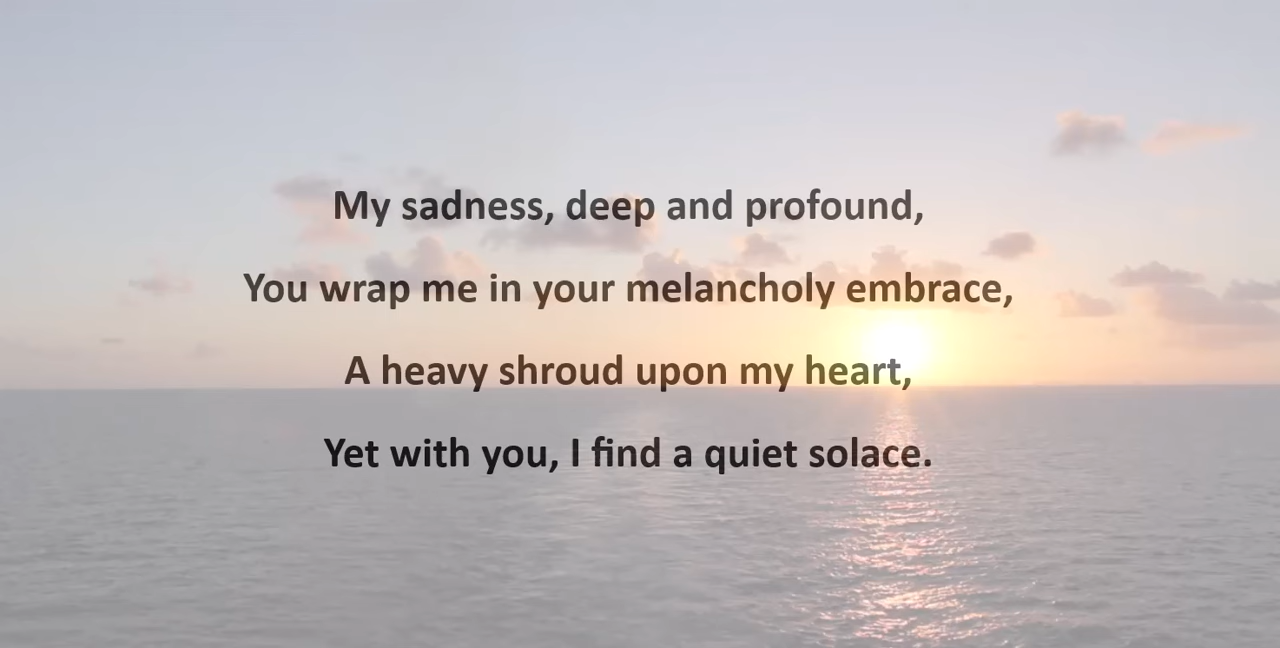 My sadness, deep and profound,
You wrap me in your melancholy embrace,
A heavy shroud upon my heart,
Yet with you, I find a quiet solace.